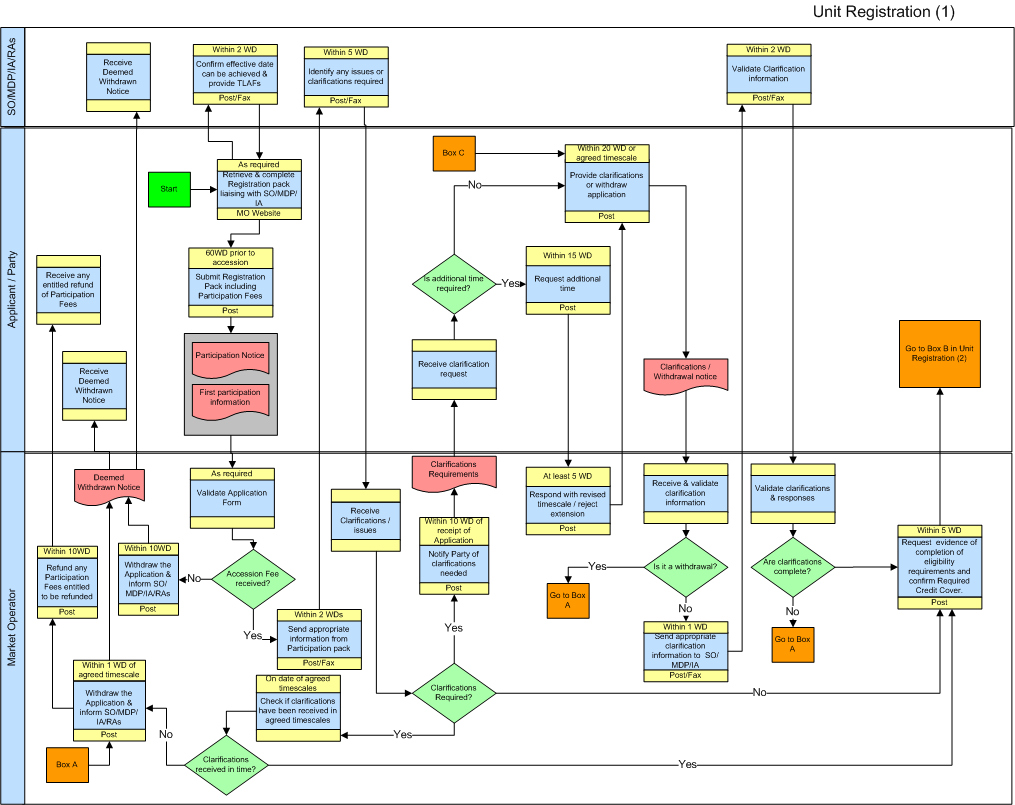 Unit Registration (1)
SO/MDP/IA/RAs
Receive
Deemed
Withdrawn
Notice
Within 2 WD
Confirm effective date
can be achieved &
provide TLAFs
Post/Fax
Within 5 WD
Identify any issues or
clarifications required
Post/Fax
Within 2 WD
Validate Clarification
information
Post/Fax
Applicant / Party
Start
As required
Retrieve & complete
Registration pack
liaising with SO/MDP/
IA
MO Website
Box C
Within 20 WD or
agreed timescale
Provide clarifications
or withdraw
application
Post
No
60WD prior to
accession
Submit Registration
Pack including
Participation Fees
Post
Receive any
entitled refund
of Participation
Fees
Is additional time
required?
Yes
Within 15 WD
Request additional
time
Post
Participation Notice
First participation
information
Receive
Deemed
Withdrawn
Notice
Receive clarification
request
Clarifications /
Withdrawal notice
Go to Box B in Unit
Registration (2)
Market Operator
Deemed
Withdrawn Notice
As required
Validate Application
Form
Clarifications
Requirements
Receive
Clarifications /
issues
At least 5 WD
Respond with revised
timescale / reject
extension
Post
Receive & validate
clarification
information
Validate clarifications
& responses
Within 10WD
Refund any
Participation
Fees entitled
to be refunded
Post
Within 10WD
Withdraw the
Application &
inform SO/
MDP/IA/RAs
Post
No
Accession Fee
received?
Yes
Within 10 WD of
receipt of
Application
Notify Party of
clarifications
needed
Post
Yes
Is it a withdrawal?
Yes
Go to Box
A
No
Are clarifications
complete?
No
Go to Box
A
Within 5 WD
Request evidence of
completion of
eligibility
requirements and
confirm Required
Credit Cover.
Post
Within 2 WDs
Send appropriate
information from
Participation pack
Post/Fax
Within 1 WD
Send appropriate
clarification
information to SO/
MDP/IA
Post/Fax
Within 1 WD of
agreed timescale
Withdraw the
Application &
inform SO/MDP/
IA/RAs
Post
On date of agreed
timescales
Check if clarifications
have been received in
agreed timescales
Clarifications
Required?
No
Yes
Box A
No
Clarifications
received in time?
Yes